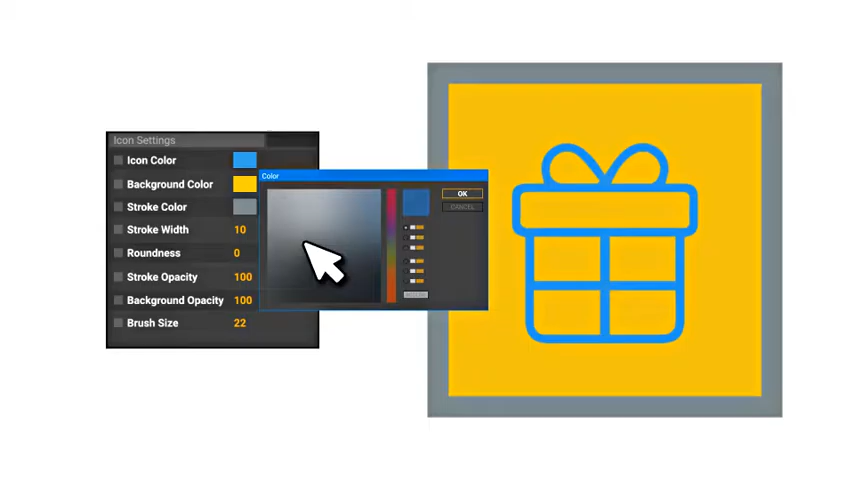 Icon Settings
Icon Color
Background Color
Stroke Color
Stroke Width 10
Roundness 0
Stroke Opacity 100
Background Opacity 100
Brush Size 22
Color
OK
CANCEL